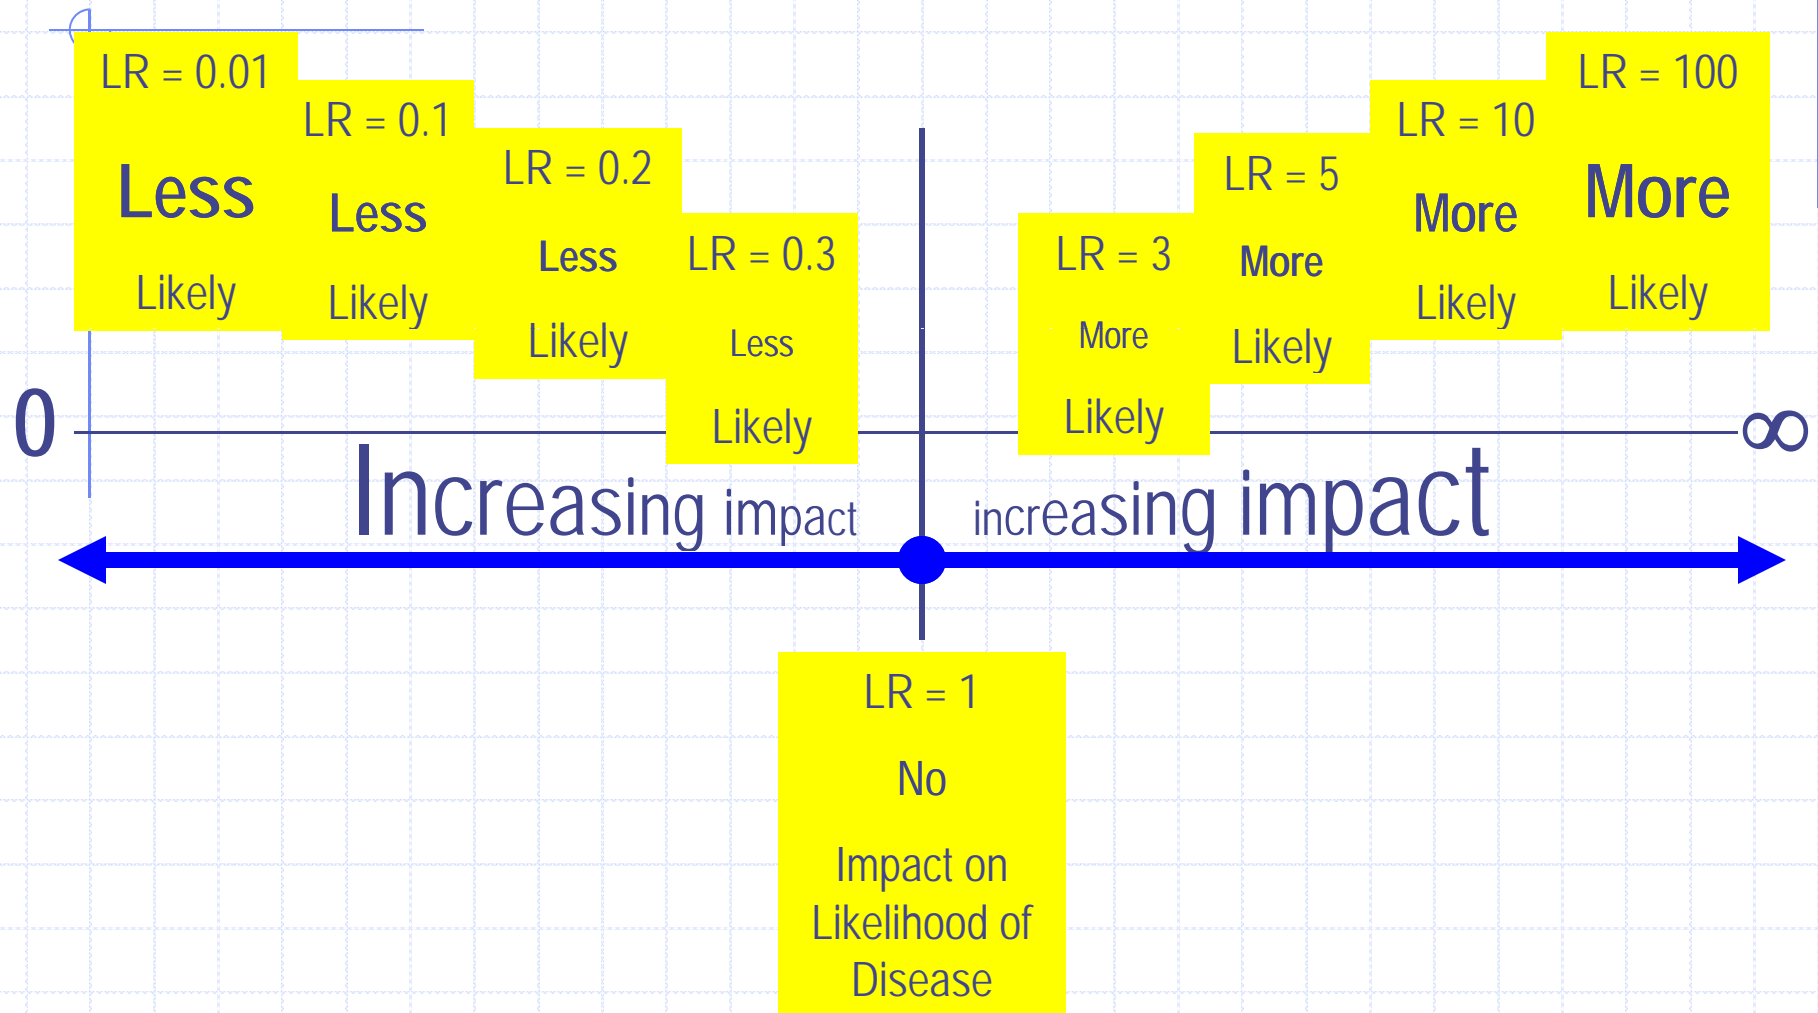 LR = 0.01
Less
Likely
LR = 0.1
Less
Likely
LR = 0.2
Less
Likely
LR = 0.3
Less
Likely
LR = 3
More
Likely
LR = 5
More
Likely
LR = 10
More
Likely
LR = 100
More
Likely
0
∞
Increasing impact
increasing impact
LR = 1
No
Impact on
Likelihood of
Disease